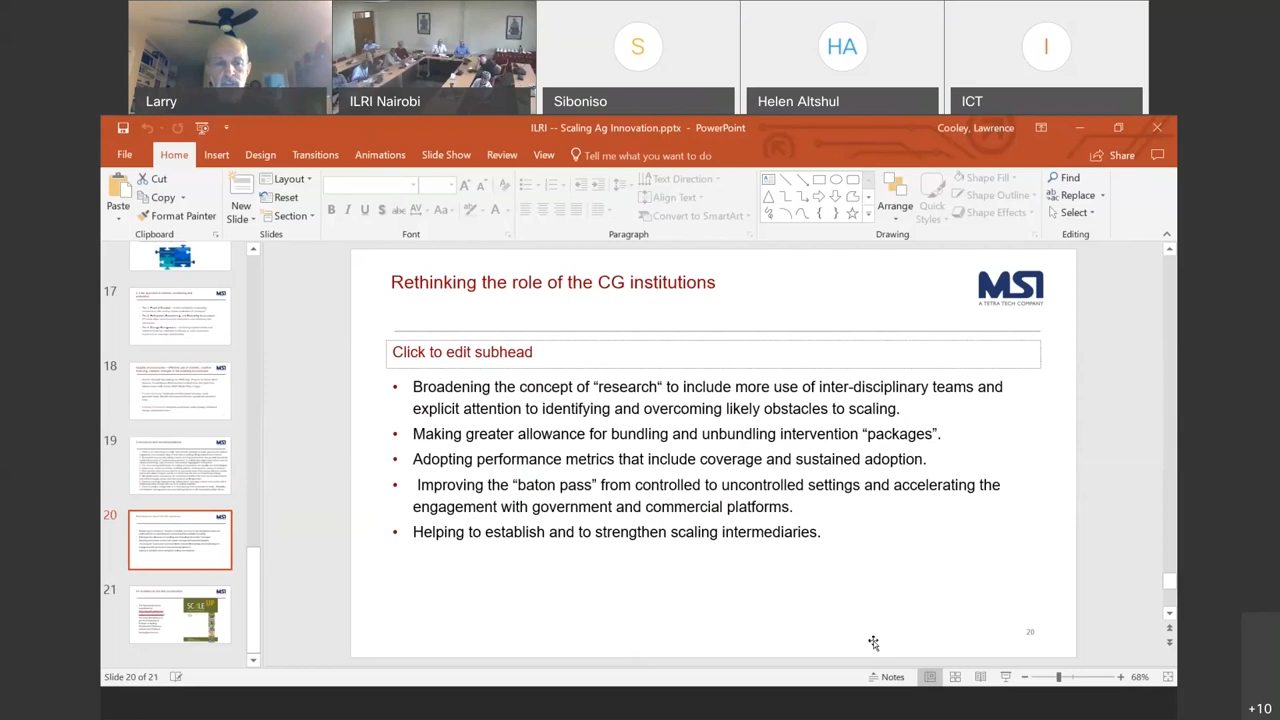 Larry
ILRI Nairobi
S
Siboniso
HA
Helen Altshul
I
ICT
ILRI -- Scaling Ag Innovation.pptx - PowerPoint
Cooley, Lawrence
File
Home
Insert
Design
Transitions
Animations
Slide Show
Review
View
Tell me what you want to do
Share
Paste
Cut
Copy
Format Painter
Clipboard
New
Slide
Layout
Reset
Section
Slides
B I U S abc AV Aa A
Font
Text Direction
Align Text
Convert to SmartArt
Paragraph
Arrange
Quick
Styles
Shape Fill
Shape Outline
Shape Effects
Drawing
Find
Replace
Select
Editing
17
18
19
20
21
Rethinking the role of the CG institutions
MSI
A TETRA TECH COMPANY
Click to edit subhead
• Broadening the concept of “research“ to include more use of inter-disciplinary teams and
explicit attention to identifying and overcoming likely obstacles to scaling.
• Making greater allowance for bundling and unbundling intervention “packages”.
• Adopting performance metrics that include coverage and sustained adoption.
• Improving the “baton pass” from controlled to uncontrolled settings and accelerating the
engagement with government and commercial platforms.
• Helping to establish and to strengthen scaling intermediaries.
20
Slide 20 of 21
Notes
68%
+10